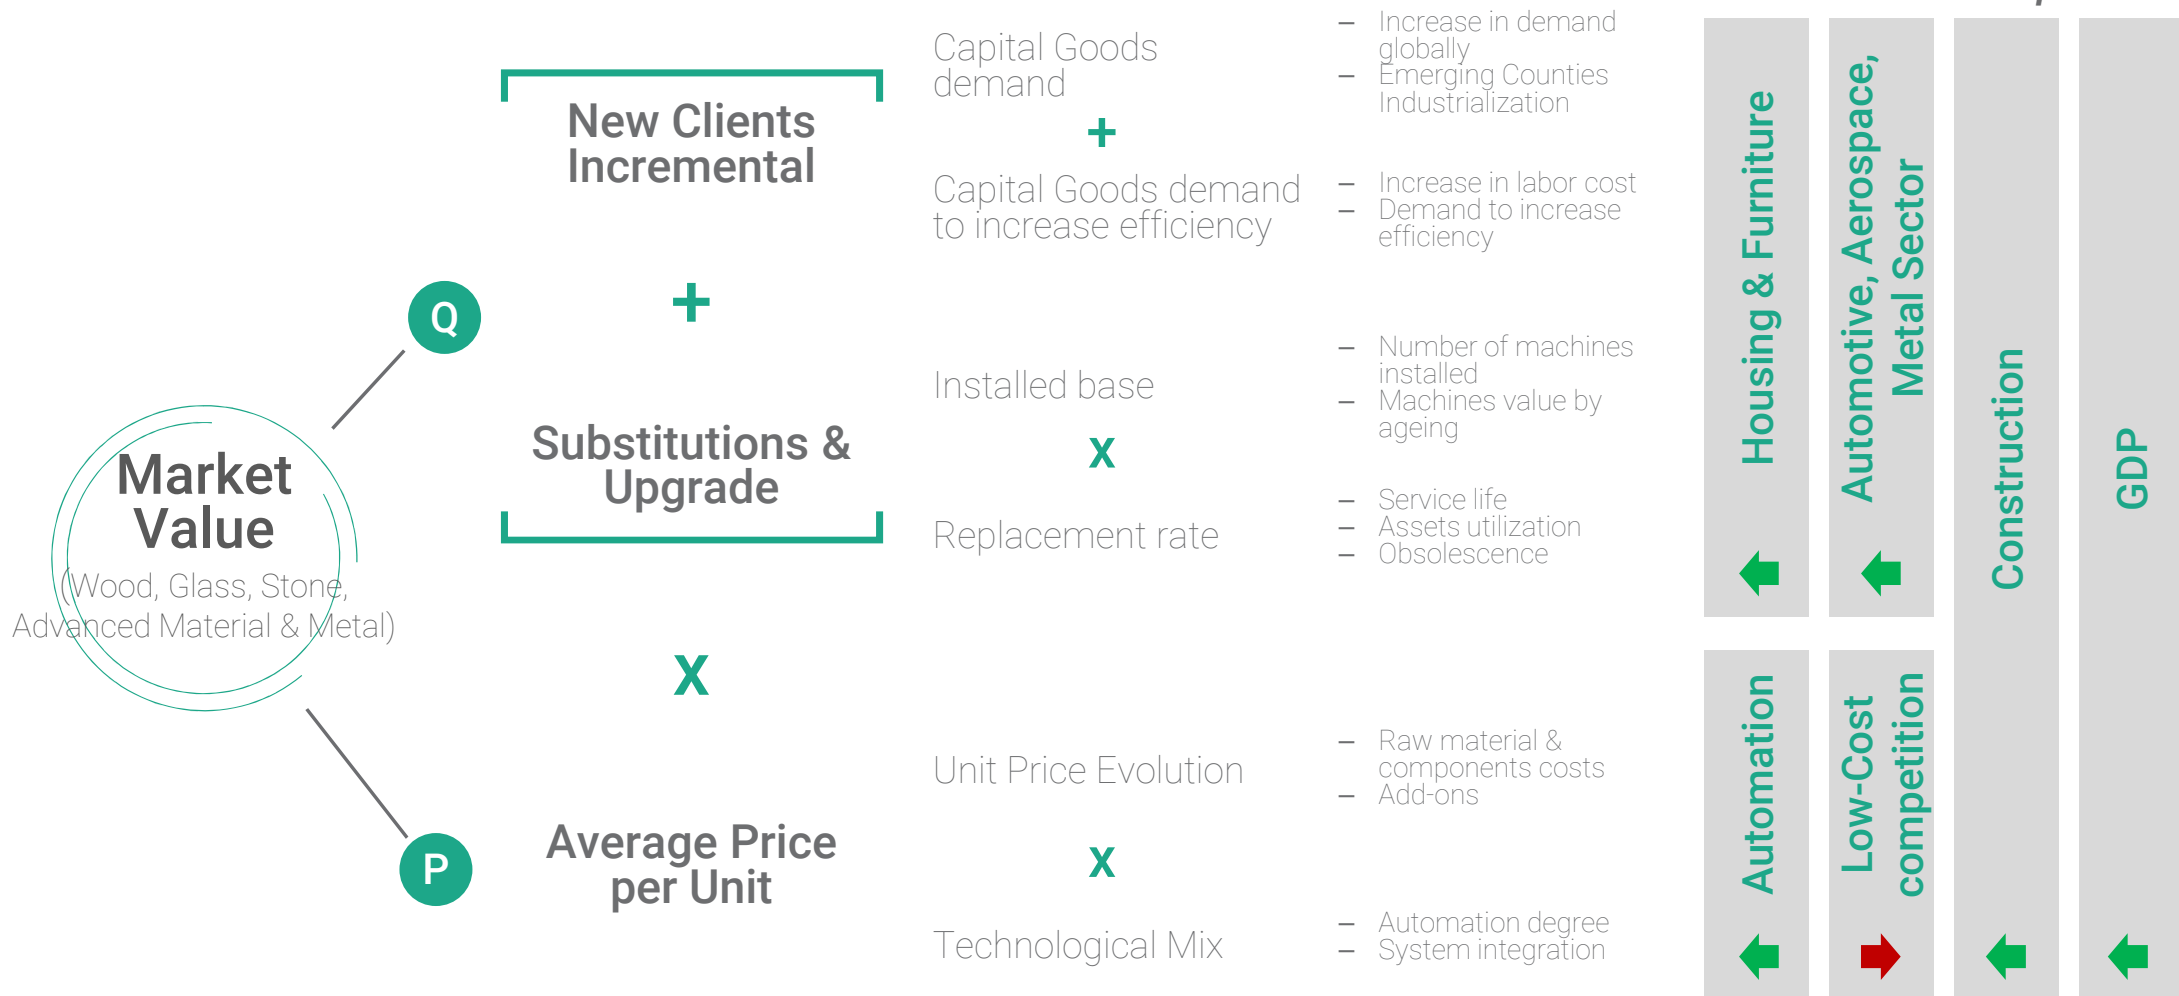 Market
Value
(Wood, Glass, Stone,
Advanced Material & Metal)
Q
P
New Clients
Incremental
+
Substitutions &
Upgrade
X
Average Price
per Unit
Capital Goods
demand
+
Capital Goods demand
to increase efficiency
Installed base
X
Replacement rate
Unit Price Evolution
X
Technological Mix
– Increase in demand
globally
– Emerging Counties
Industrialization
– Increase in labor cost
– Demand to increase
efficiency
– Number of machines
installed
– Machines value by
ageing
– Service life
– Assets utilization
– Obsolescence
– Raw material &
components costs
– Add-ons
– Automation degree
– System integration
Housing & Furniture
Automotive, Aerospace,
Metal Sector
Automation
Low-Cost
competition
Construction
GDP